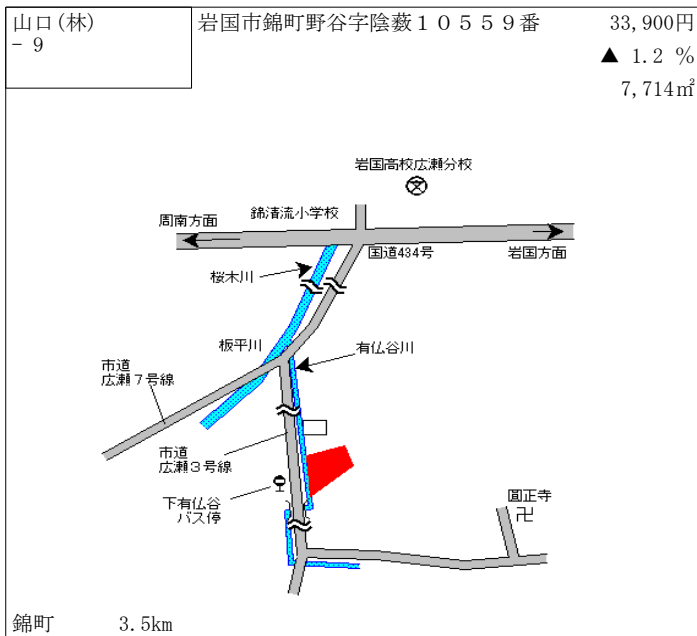 山口(林)
－ 9
岩国市錦町野谷字陰薮１０５５９番
33,900円
▲ 1.2 %
7,714㎡
岩国高校広瀬分校
錦清流小学校
周南方面
国道434号
岩国方面
桜木川
板平川
有仏谷川
市道
広瀬７号線
市道
広瀬３号線
下有仏谷
バス停
圓正寺
卍
錦町 3.5km